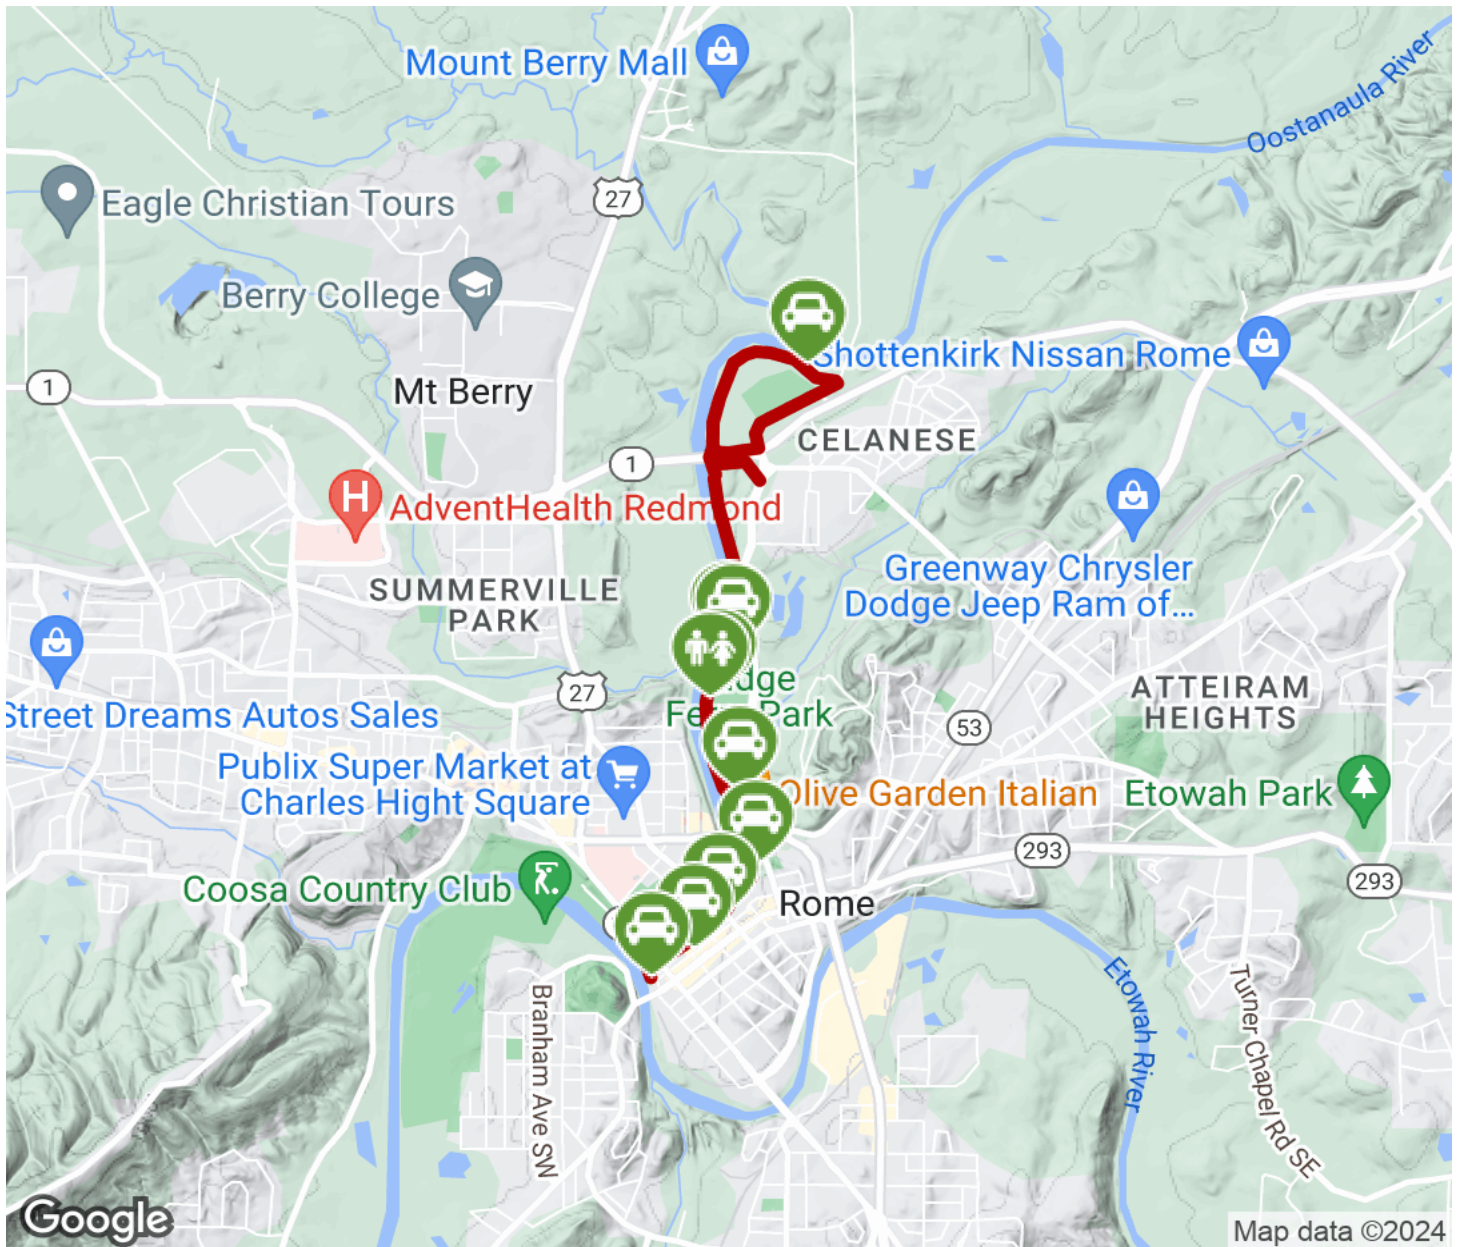 Mount Berry Mall
Oostanaula River
27
Eagle Christian Tours
Berry College
Shottenkirk Nissan Rome
1
Mt Berry
CELANESE
1
AdventHealth Redmond
Greenway Chrysler
Dodge Jeep Ram of...
SUMMERVILLE
PARK
27
ATTEIRAM
HEIGHTS
53
Street Dreams Autos Sales
Park
Publix Super Market at
Charles Hight Square
Olive Garden Italian
Etowah Park
293
293
Coosa Country Club
Rome
Etowah River
Branham Ave SW
Turner Chapel Rd SE
Google
Map data ©2024